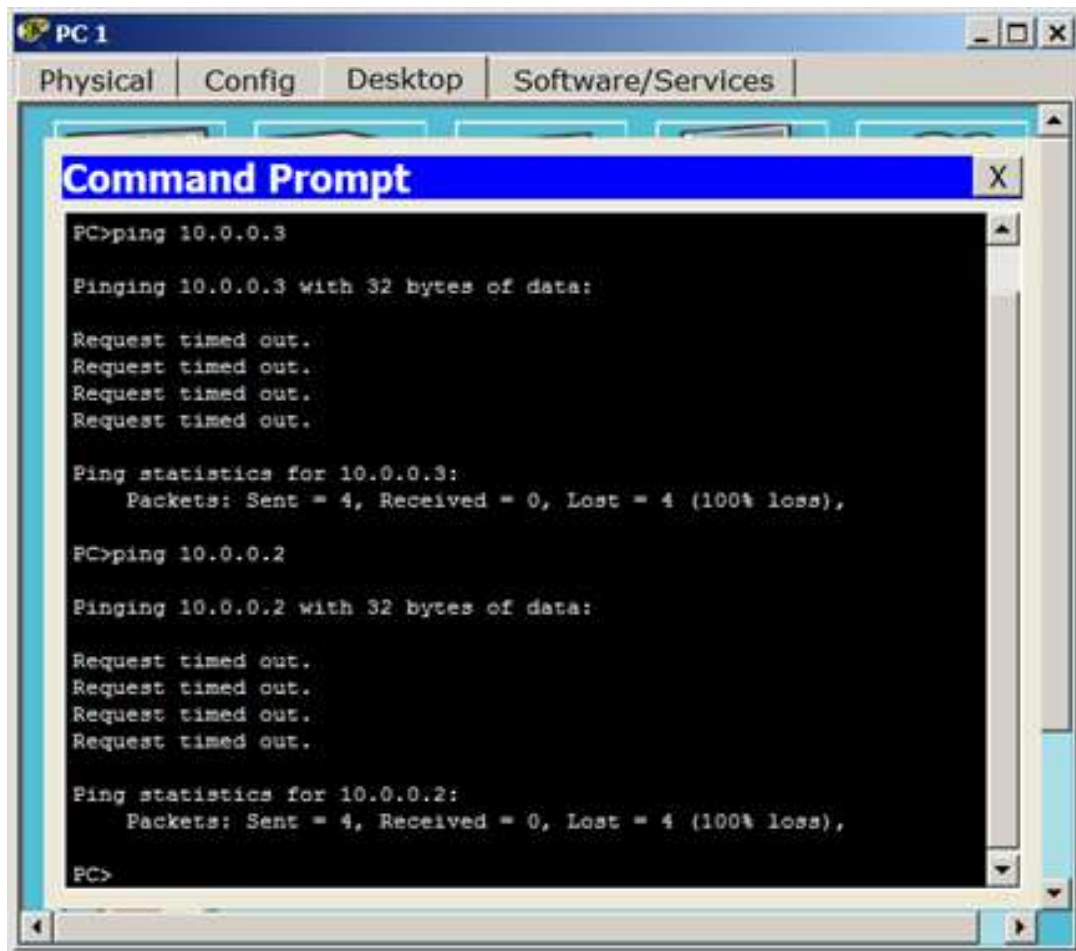 PC 1
Physical Config Desktop Software/Services
Command Prompt X
PC>ping 10.0.0.3
Pinging 10.0.0.3 with 32 bytes of data:
Request timed out.
Request timed out.
Request timed out.
Request timed out.
Ping statistics for 10.0.0.3:
Packets: Sent = 4, Received = 0, Lost = 4 (100% loss),
PC>ping 10.0.0.2
Pinging 10.0.0.2 with 32 bytes of data:
Request timed out.
Request timed out.
Request timed out.
Request timed out.
Ping statistics for 10.0.0.2:
Packets: Sent = 4, Received = 0, Lost = 4 (100% loss),
PC>